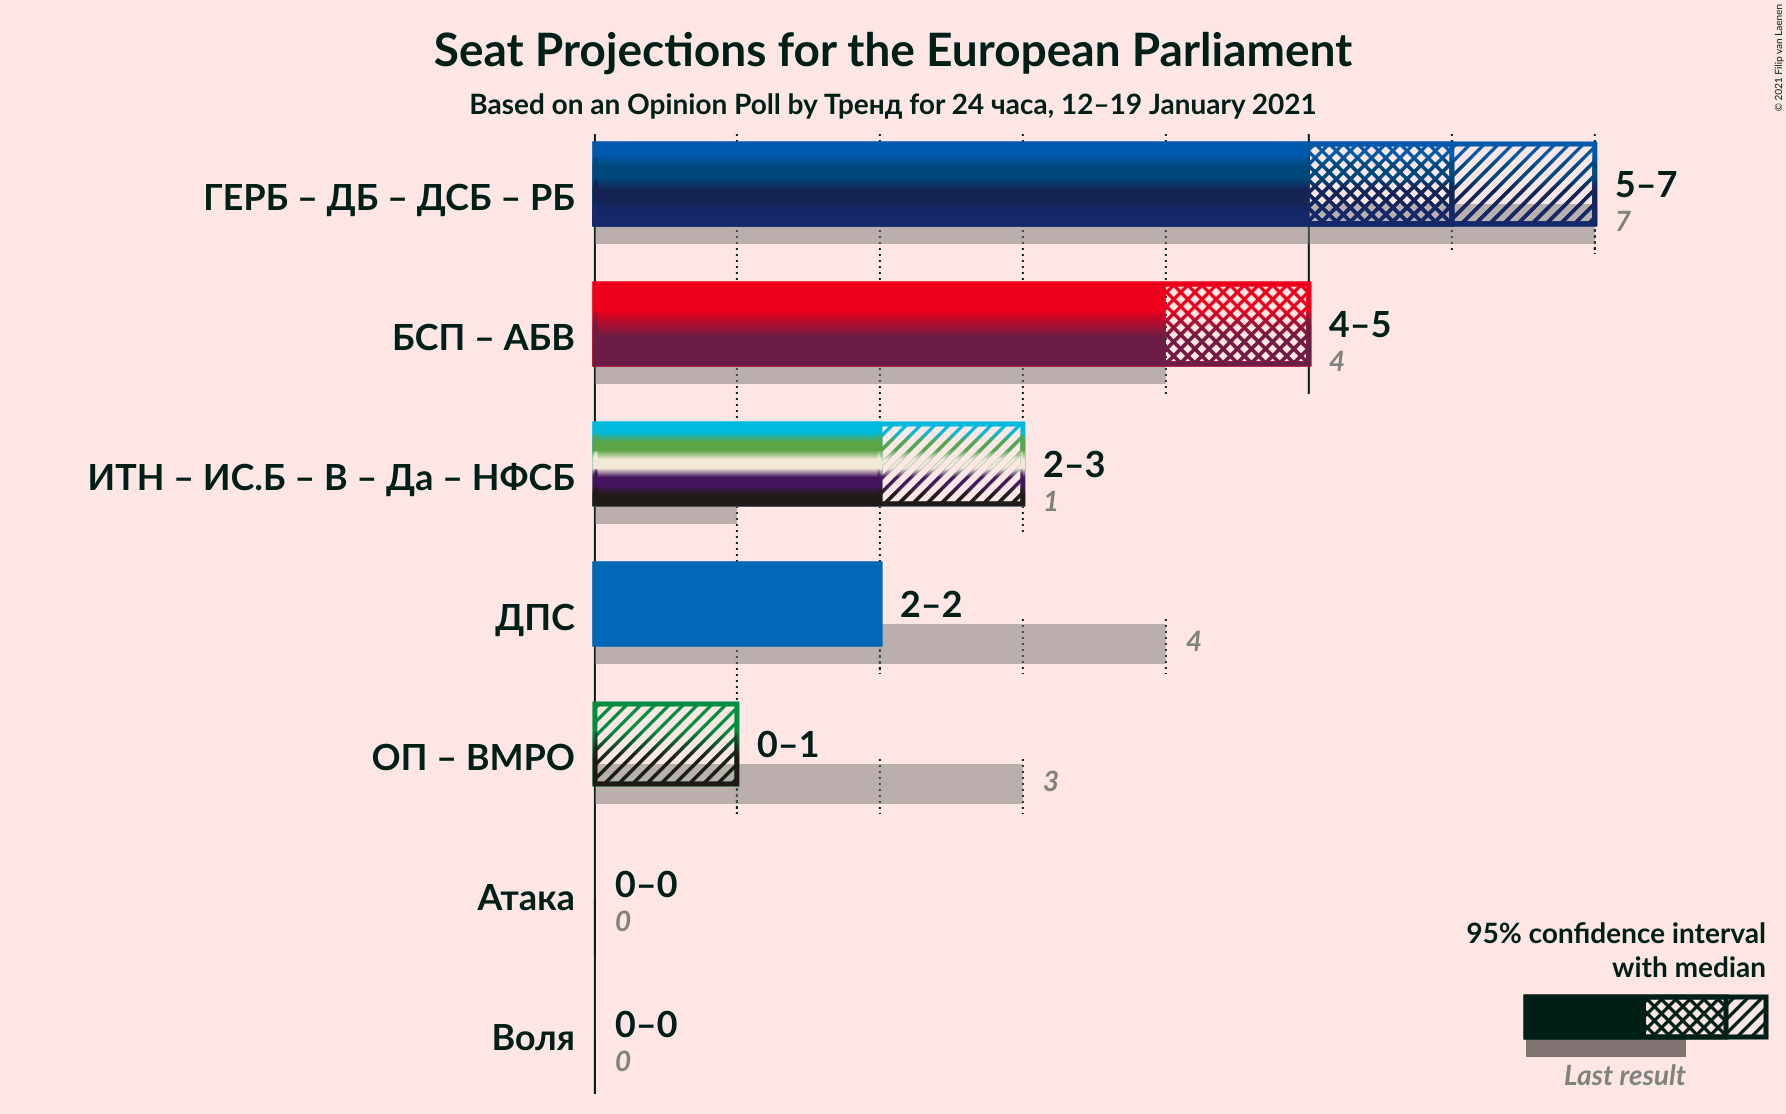 Seat Projections for the European Parliament
Based on an Opinion Poll by Тренд for 24 часа, 12–19 January 2021
© 2021 Filip van Laenen
ГЕРБ – ДБ – ДСБ – РБ
5–7
7
БСП – АБВ
4–5
4
ИТН – ИС.Б – В – Да – НФСБ
2–3
1
ДПС
2–2
4
ОП – ВМРО
0–1
3
Атака
0–0
0
Воля
0–0
0
95% confidence interval
with median
Last result